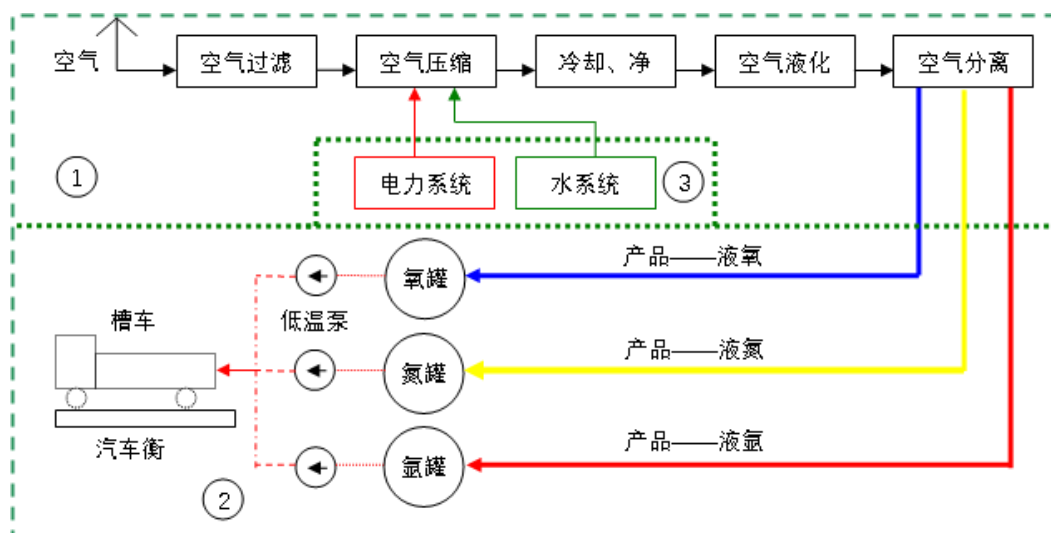 空气
空气过滤
空气压缩
冷却、净
空气液化
空气分离
①
电力系统
水系统
③
产品——液氧
氧罐
槽车
低温泵
产品——液氮
氮罐
汽车衡
产品——液氩
氩罐
②